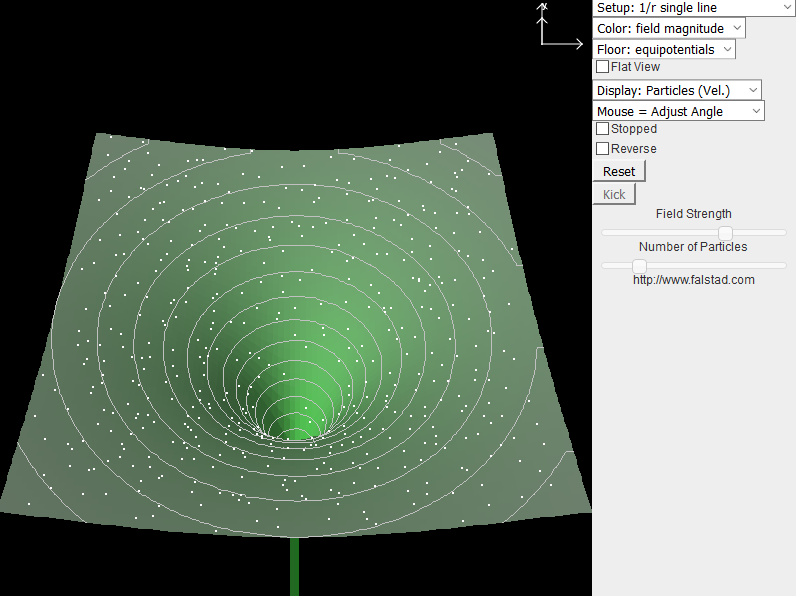 y
Setup: 1/r single line
Color: field magnitude
Floor: equipotentials
Flat View
Display: Particles (Vel.)
Mouse = Adjust Angle
Stopped
Reverse
Reset
Kick
Field Strength
Number of Particles
http://www.falstad.com